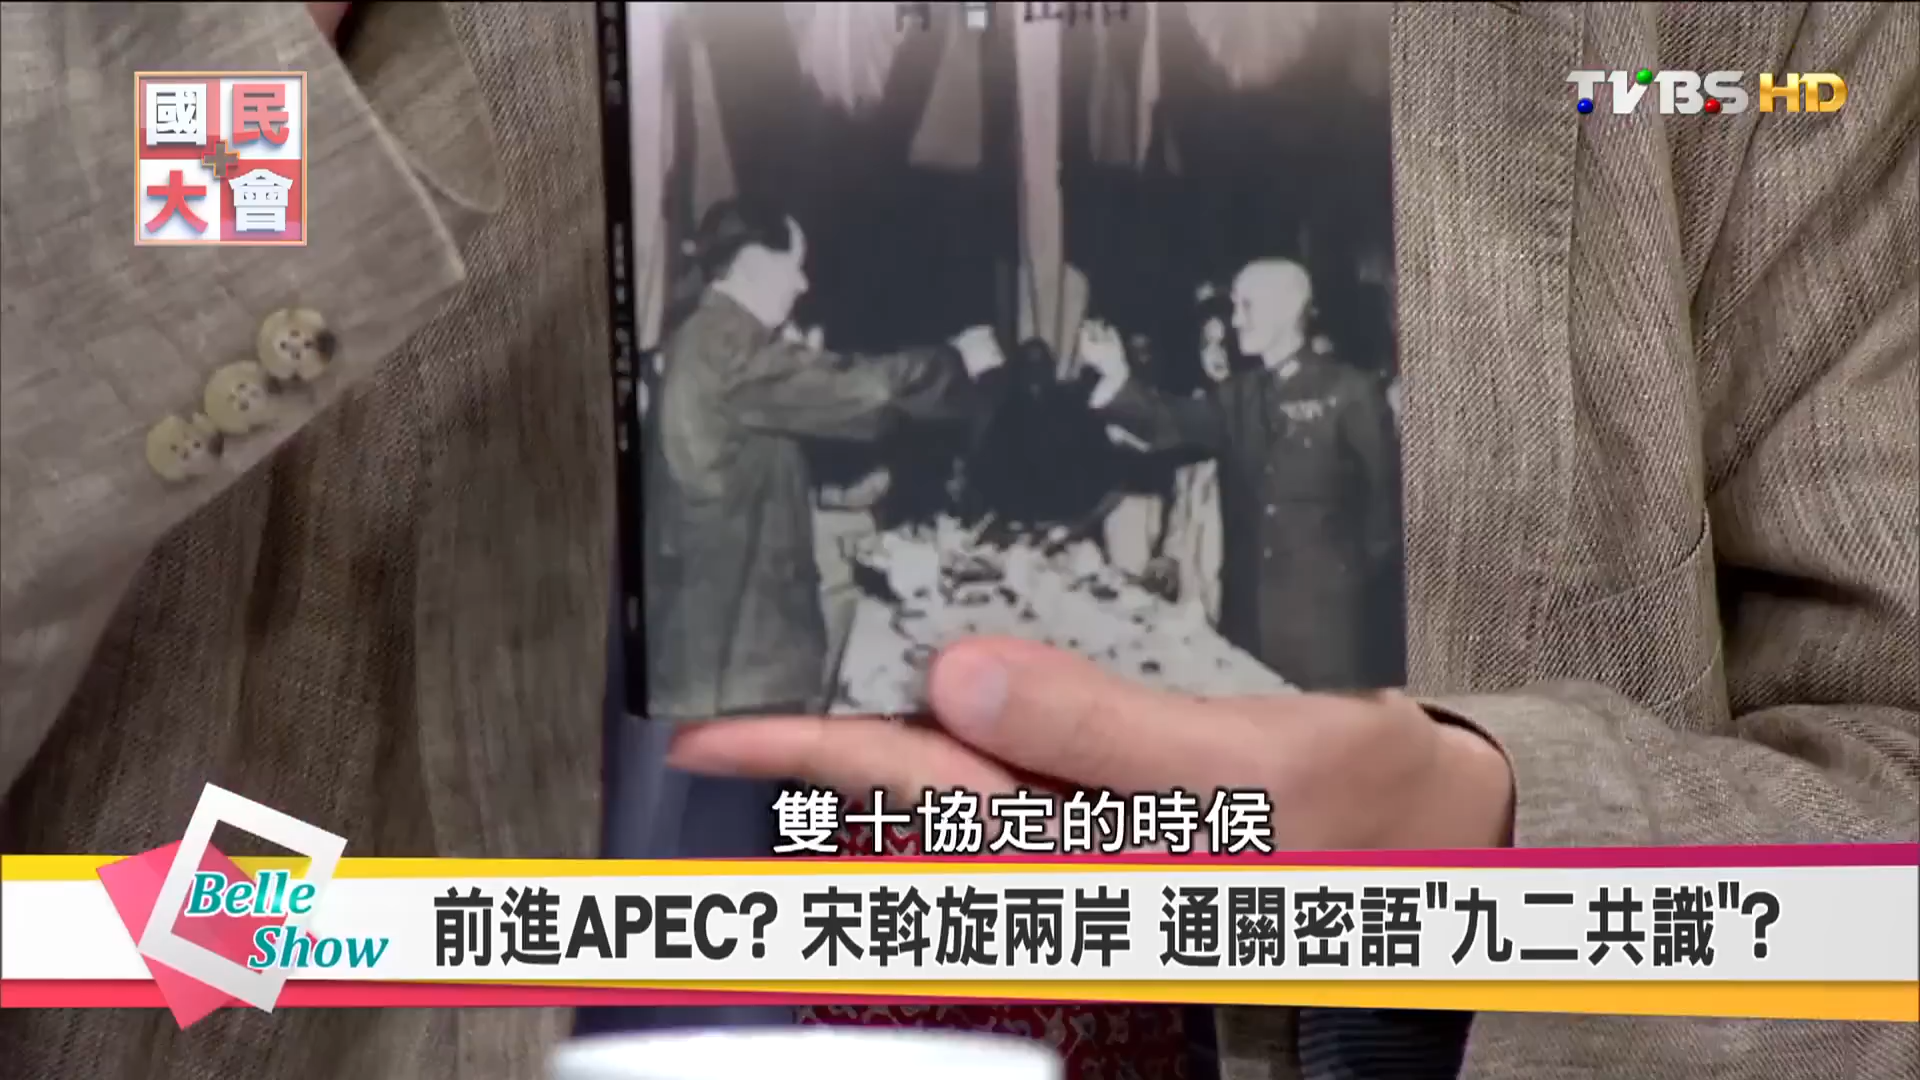 國民
大會
TVBS HD
雙十協定的時候
Belle
Show
前進APEC? 宋斡旋兩岸 通關密語"九二共識"?